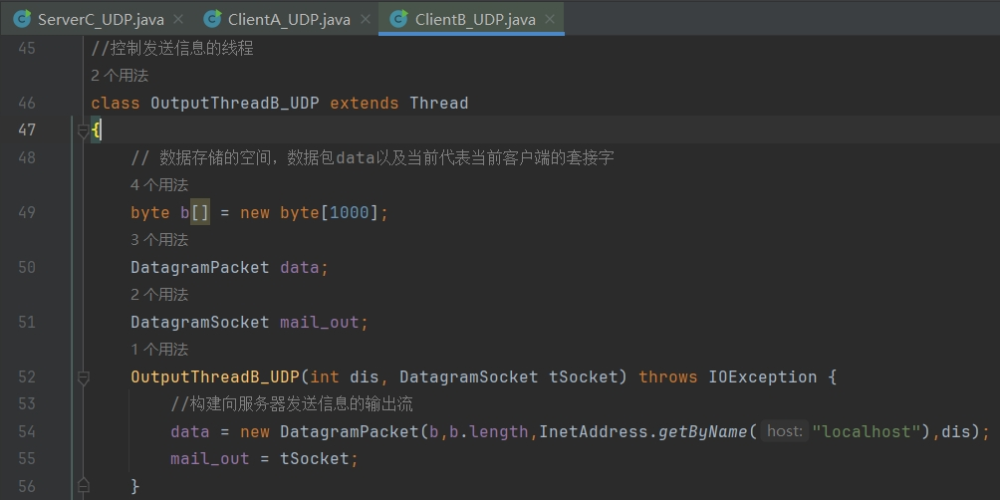 ServerC_UDP.java ClientA_UDP.java ClientB_UDP.java
45 //控制发送信息的线程
2 个用法
46 class OutputThreadB_UDP extends Thread
47 {
48 // 数据存储的空间，数据包data以及当前代表当前客户端的套接字
4 个用法
49 byte b[] = new byte[1000];
3 个用法
50 DatagramPacket data;
2 个用法
51 DatagramSocket mail_out;
1 个用法
52 OutputThreadB_UDP(int dis, DatagramSocket tSocket) throws IOException {
53 //构建向服务器发送信息的输出流
54 data = new DatagramPacket(b,b.length,InetAddress.getByName( host: "localhost"),dis);
55 mail_out = tSocket;
56 }